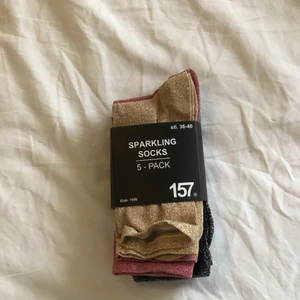 stl. 36-40
SPARKLING
SOCKS
5 - PACK
157